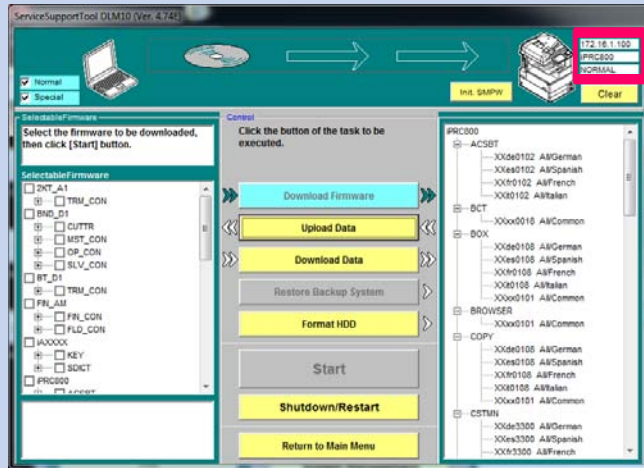 ServiceSupportTool DLM10 (Ver. 4.74E)
172.16.1.100
iPRC800
NORMAL
Normal
Special
Init. SMPW
Clear
SelectableFirmware
Select the firmware to be downloaded,
then click [Start] button.
SelectableFirmware
2KT_A1
TRM_CON
BND_D1
CUTTR
MST_CON
OP_CON
SLV_CON
BT_D1
TRM_CON
FIN_AM
FIN_CON
FLD_CON
iAXXXX
KEY
SDICT
iPRC800
ACSBT
Control
Click the button of the task to be
executed.
Download Firmware
Upload Data
Download Data
Restore Backup System
Format HDD
Start
Shutdown/Restart
Return to Main Menu
iPRC800
ACSBT
XXde0102 All/German
XXes0102 All/Spanish
XXfr0102 All/French
XXit0102 All/Italian
BCT
XXxx0018 All/Common
BOX
XXde0108 All/German
XXes0108 All/Spanish
XXfr0108 All/French
XXit0108 All/Italian
XXxx0101 All/Common
BROWSER
XXxx0101 All/Common
COPY
XXde0108 All/German
XXes0108 All/Spanish
XXfr0108 All/French
XXit0108 All/Italian
XXxx0101 All/Common
CSTMN
XXde3300 All/German
XXes3300 All/Spanish
XXfr3300 All/French